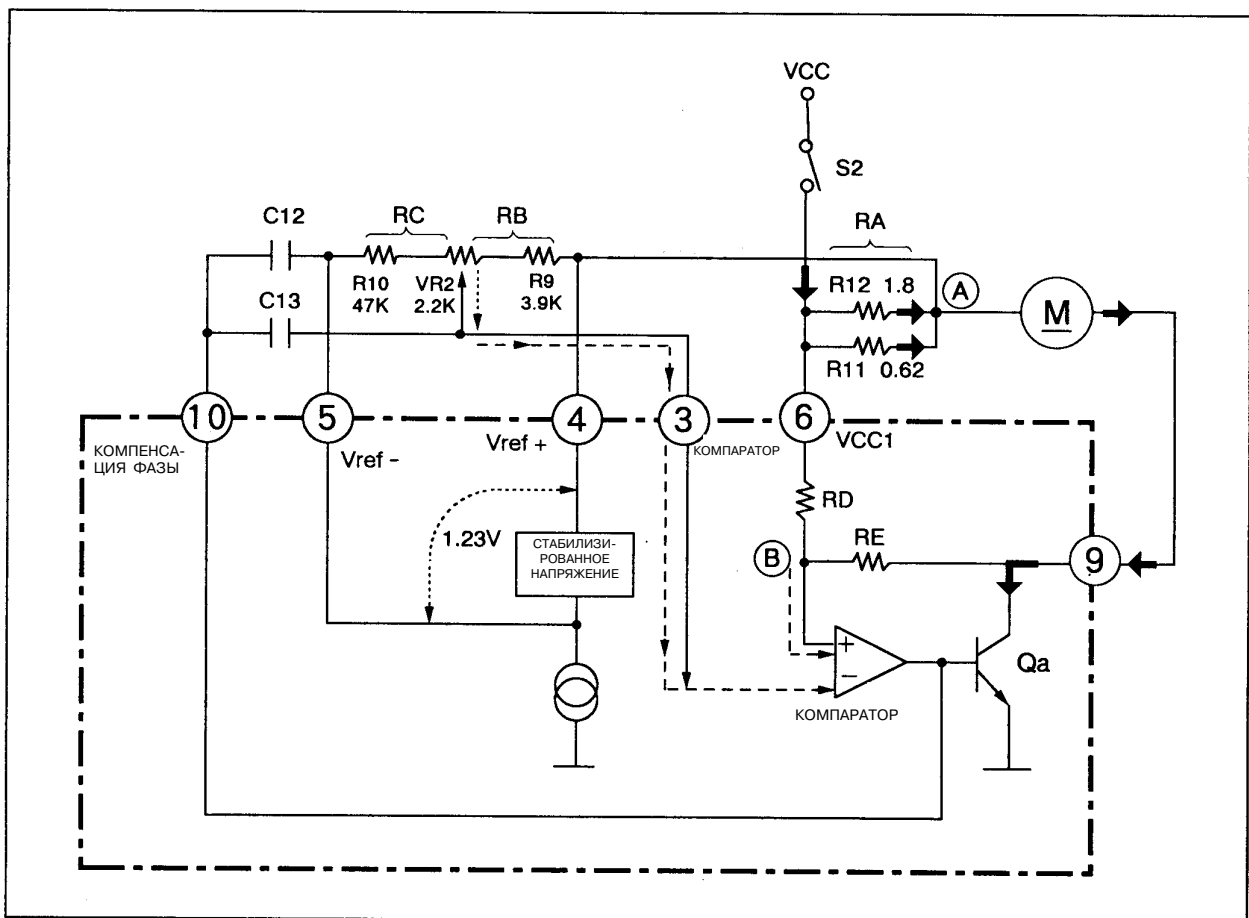 VCC
S2
C12
RC
RB
RA
R10
47K
VR2
2.2K
R9
3.9K
R12 1.8
A
M
C13
R11 0.62
10
5
4
3
6
КОМПЕНСА-
ЦИЯ ФАЗЫ
Vref -
Vref +
КОМПАРАТОР
VCC1
RD
1.23V
СТАБИЛИЗИ-
РОВАННОЕ
НАПРЯЖЕНИЕ
B
RE
9
+
−
Qa
КОМПАРАТОР